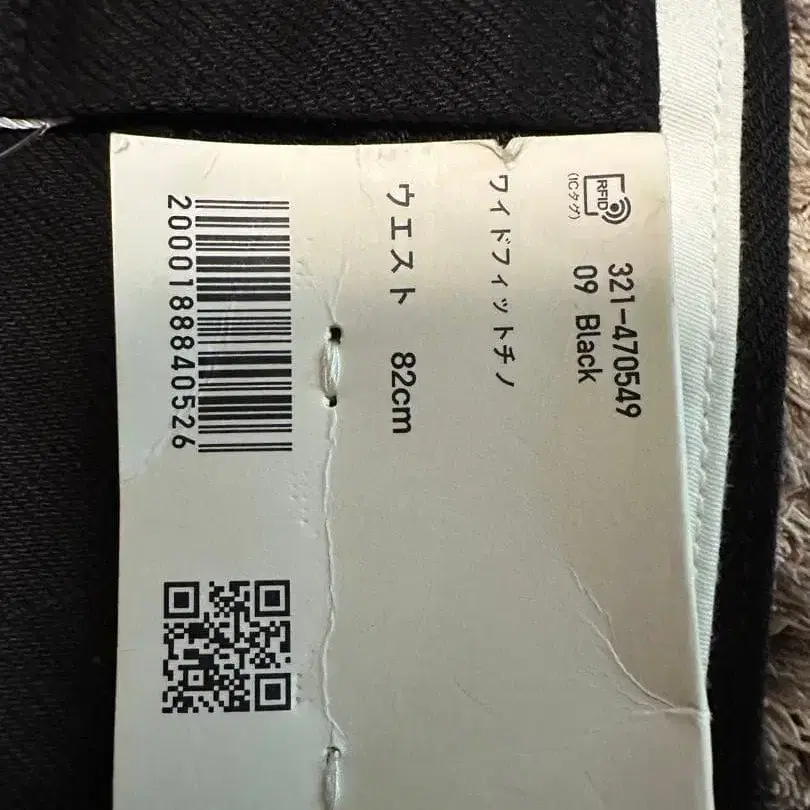 RFID
(ICタグ)
321-470549
09 Black
ワイドフィットチノ
ウエスト 82cm
2000188840526